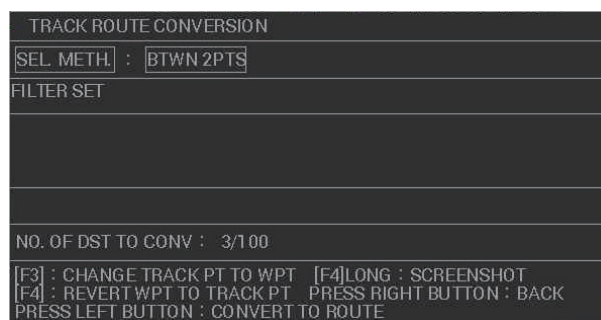 TRACK ROUTE CONVERSION
SEL. METH. : BTWN 2PTS
FILTER SET
NO. OF DST TO CONV : 3/100
[F3] : CHANGE TRACK PT TO WPT [F4]LONG : SCREENSHOT
[F4] : REVERT WPT TO TRACK PT PRESS RIGHT BUTTON : BACK
PRESS LEFT BUTTON : CONVERT TO ROUTE